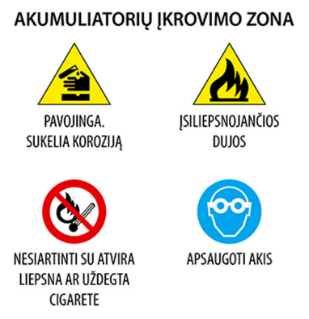 AKUMULIATORIŲ ĮKROVIMO ZONA
PAVOJINGA.
SUKELIA KOROZIJĄ
ĮSILIEPSNOJANČIOS
DUJOS
NESIARTINTI SU ATVIRA
LIEPSNA AR UŽDEGTA
CIGARETE
APSAUGOTI AKIS